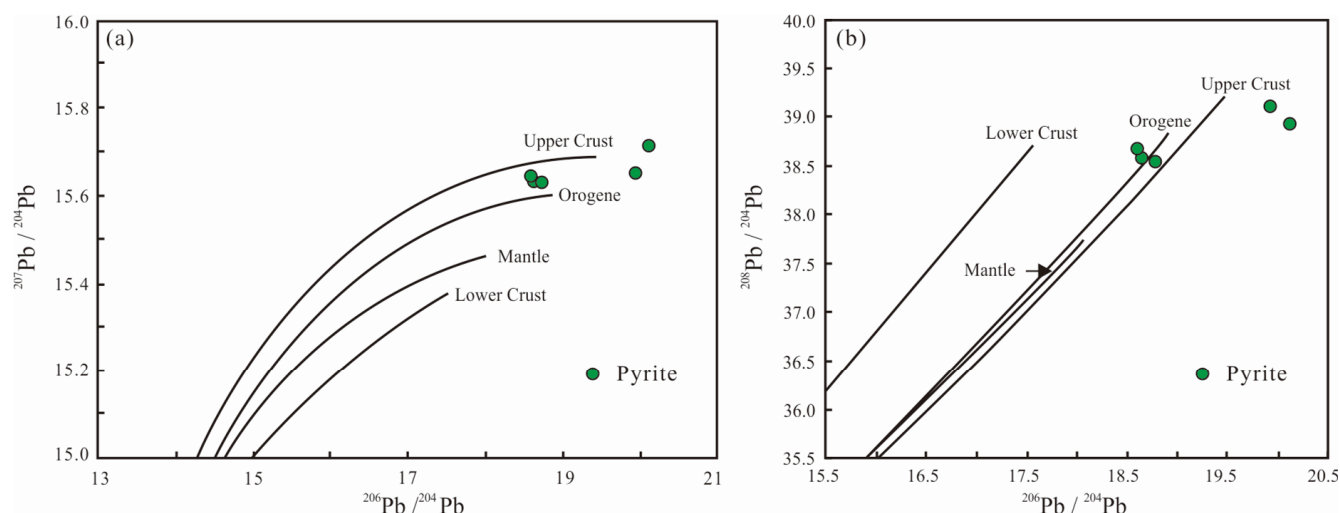 (a)
16.0
15.8
15.6
15.4
15.2
15.0
²⁰⁷Pb / ²⁰⁴Pb
Upper Crust
Orogene
Mantle
Lower Crust
Pyrite
13
15
17
19
21
²⁰⁶Pb / ²⁰⁴Pb
(b)
40.0
39.5
39.0
38.5
38.0
37.5
37.0
36.5
36.0
35.5
²⁰⁸Pb / ²⁰⁴Pb
Upper Crust
Orogene
Lower Crust
Mantle
Pyrite
15.5
16.5
17.5
18.5
19.5
20.5
²⁰⁶Pb / ²⁰⁴Pb